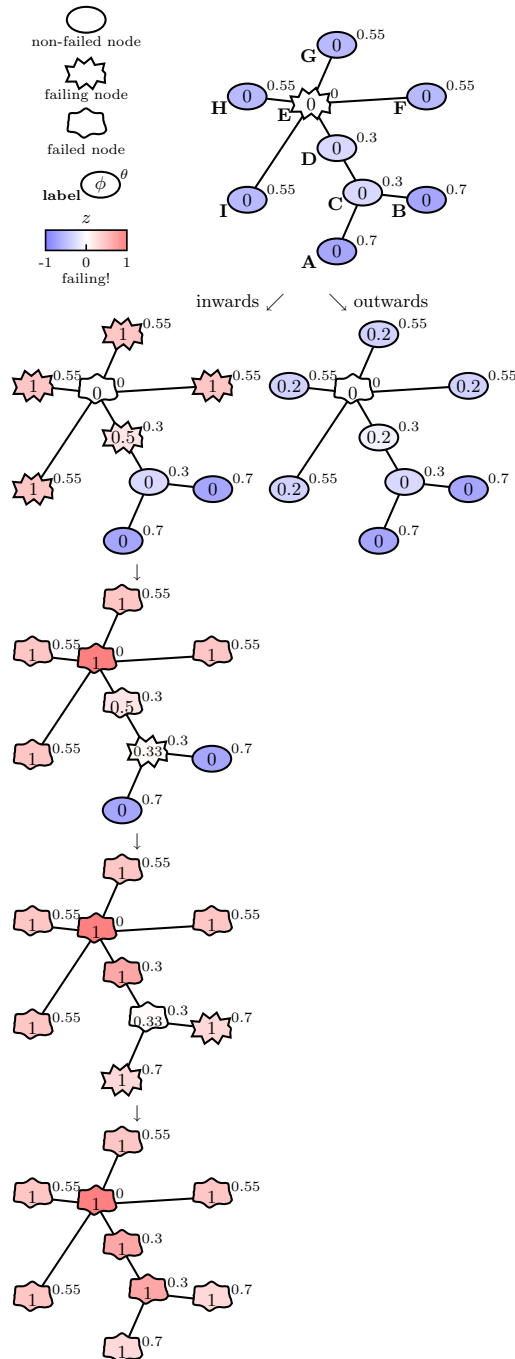 non-failed node
failing node
failed node
label ϕ θ
z
-1 0 1
failing!
G 0 0.55
H 0 0.55
E 0 0
F 0 0.55
D 0 0.3
C 0 0.3
B 0 0.7
I 0 0.55
A 0 0.7
inwards ↙ ↘ outwards
1 0.55
1 0.55
0 0
1 0.55
0.5 0.3
0 0.3
0 0.7
1 0.55
0 0.7
0.2 0.55
0.2 0.55
0 0
0.2 0.55
0.2 0.3
0 0.3
0 0.7
0.2 0.55
0 0.7
↓
1 0.55
1 0.55
1 0
1 0.55
0.5 0.3
0.33 0.3
0 0.7
1 0.55
0 0.7
↓
1 0.55
1 0.55
1 0
1 0.55
1 0.3
0.33 0.3
1 0.7
1 0.55
1 0.7
↓
1 0.55
1 0.55
1 0
1 0.55
1 0.3
1 0.3
1 0.7
1 0.55
1 0.7